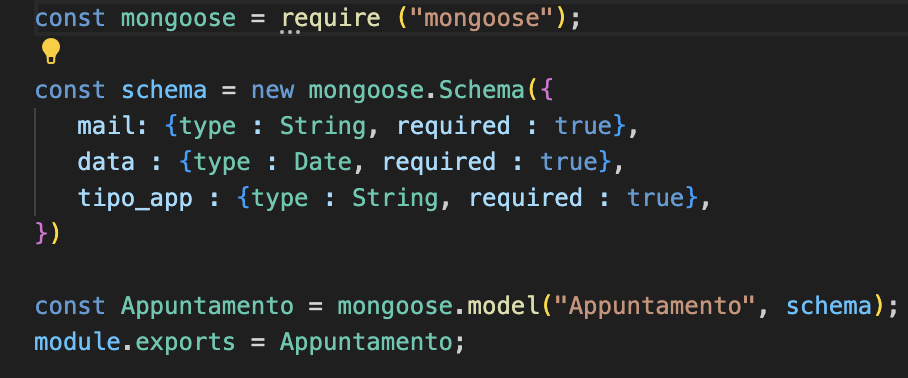 const mongoose = require ("mongoose");
const schema = new mongoose.Schema({
mail: {type : String, required : true},
data : {type : Date, required : true},
tipo_app : {type : String, required : true},
})
const Appuntamento = mongoose.model("Appuntamento", schema);
module.exports = Appuntamento;